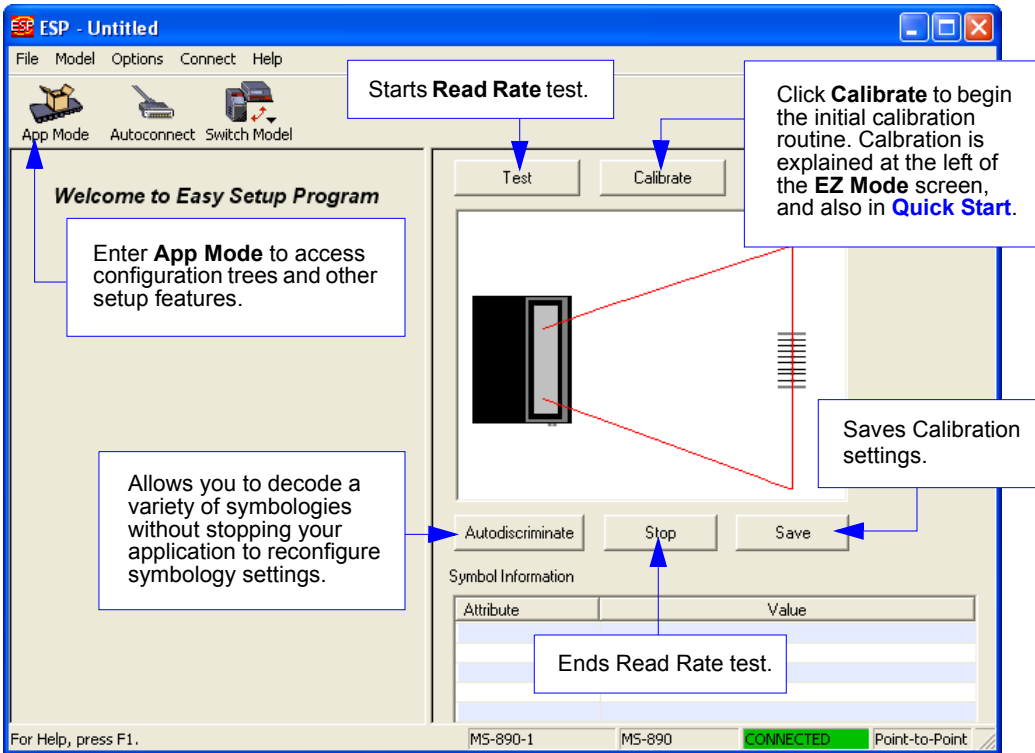 ESP - Untitled
File Model Options Connect Help
App Mode Autoconnect Switch Model
Starts Read Rate test.
Click Calibrate to begin
the initial calibration
routine. Calbration is
explained at the left of
the EZ Mode screen,
and also in Quick Start.
Welcome to Easy Setup Program
Test Calibrate
Enter App Mode to access
configuration trees and other
setup features.
Saves Calibration
settings.
Allows you to decode a
variety of symbologies
without stopping your
application to reconfigure
symbology settings.
Autodiscriminate Stop Save
Symbol Information
Attribute Value
Ends Read Rate test.
For Help, press F1. MS-890-1 MS-890 CONNECTED Point-to-Point